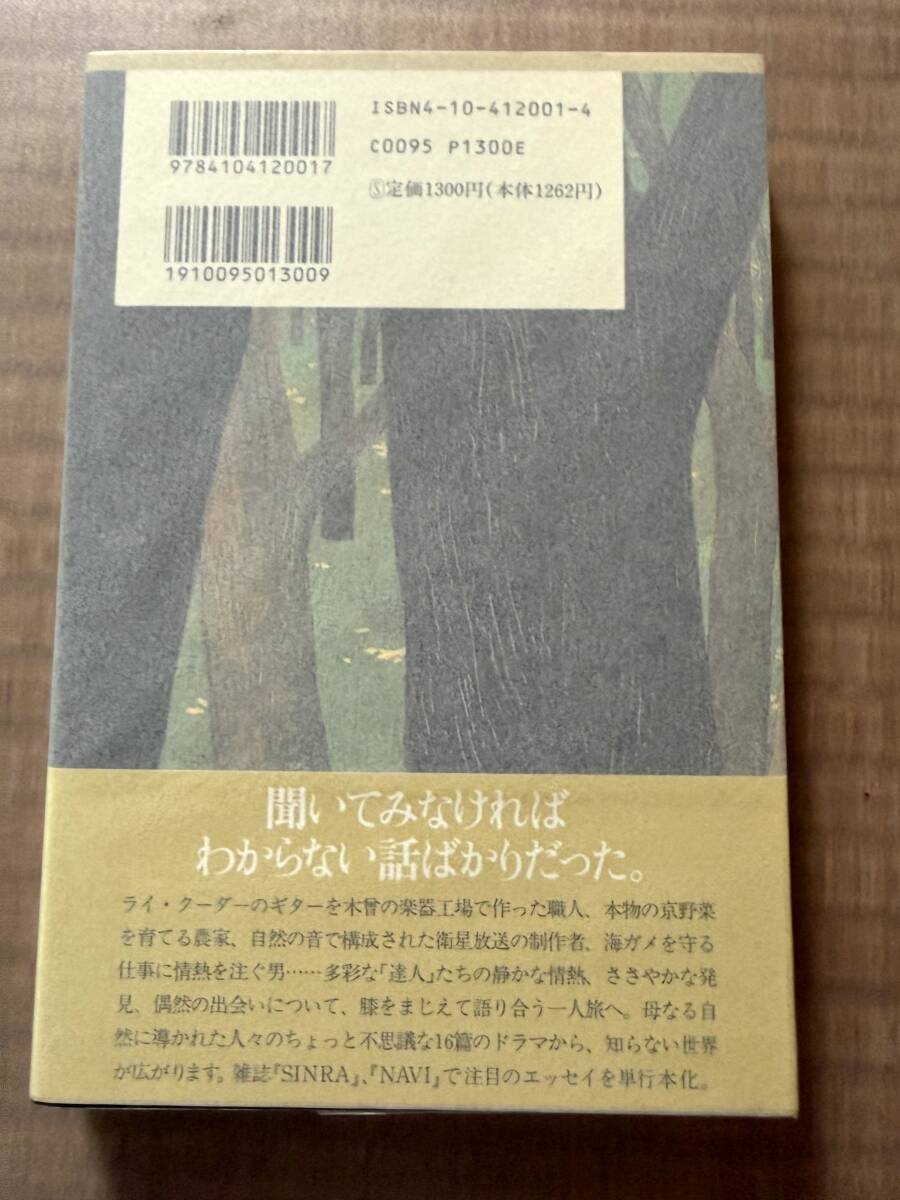 ISBN4-10-412001-4
9784104120017
C0095 P1300E
Ⓢ定価1300円(本体1262円)
1910095013009
聞いてみなければ
わからない話ばかりだった。
ライ・クーダーのギターを木曾の楽器工場で作った職人、本物の京野菜
を育てる農家、自然の音で構成された衛星放送の制作者、海ガメを守る
仕事に情熱を注ぐ男……多彩な「達人」たちの静かな情熱、ささやかな発
見、偶然の出会いについて、膝をまじえて語り合う一人旅へ。母なる自
然に導かれた人々のちょっと不思議な16篇のドラマから、知らない世界
が広がります。雑誌『SINRA』、『NAVI』で注目のエッセイを単行本化。